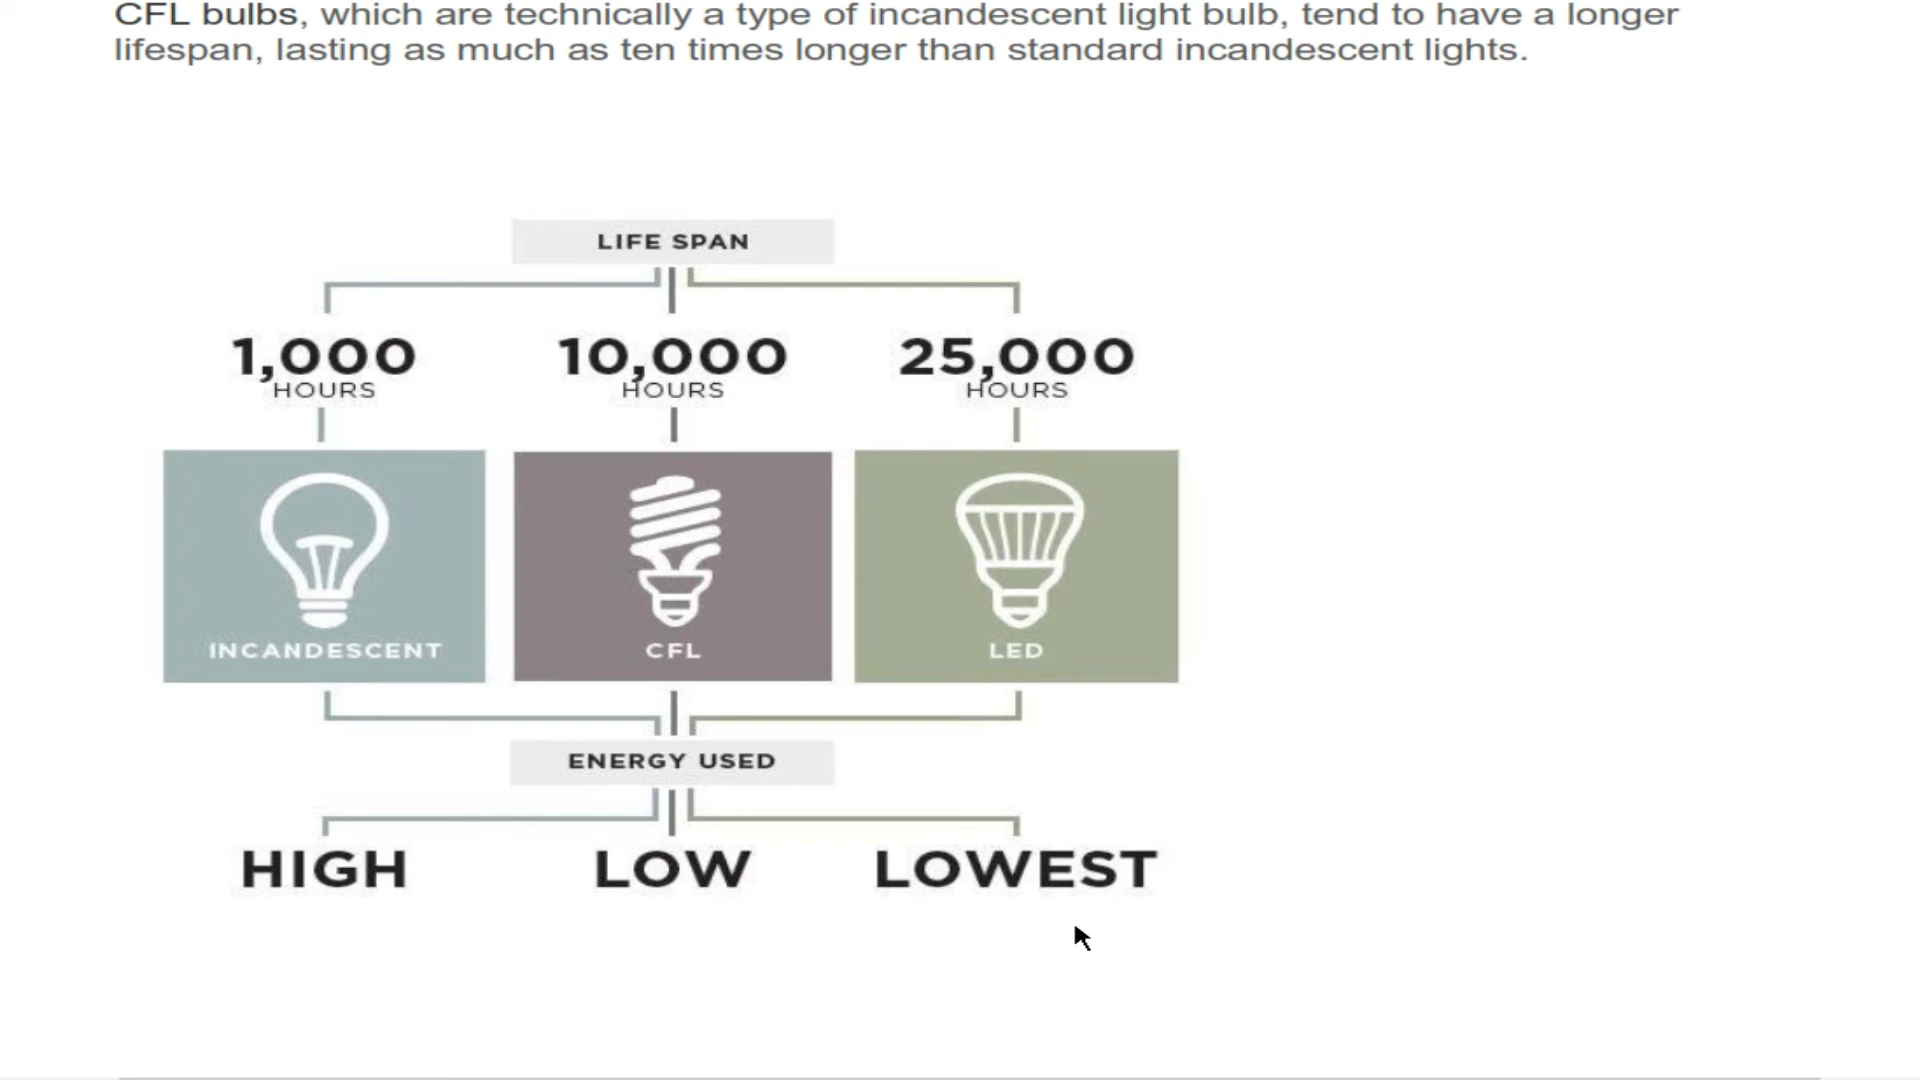 CFL bulbs, which are technically a type of incandescent light bulb, tend to have a longer
lifespan, lasting as much as ten times longer than standard incandescent lights.
LIFE SPAN
1,000 10,000 25,000
HOURS HOURS HOURS
INCANDESCENT CFL LED
ENERGY USED
HIGH LOW LOWEST